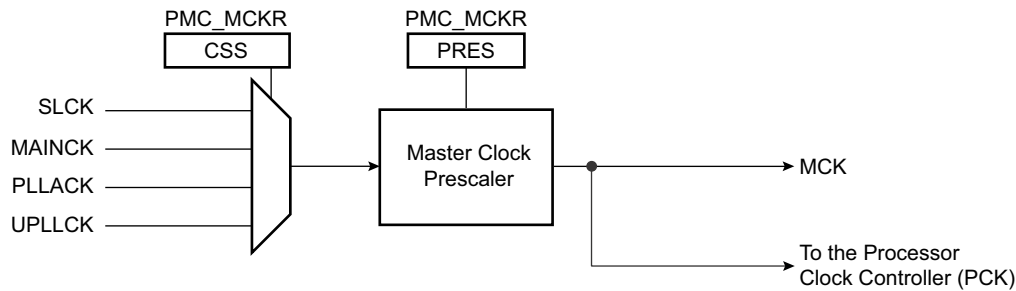 PMC_MCKR
PMC_MCKR
CSS
PRES
SLCK
MAINCK
PLLACK
UPLLCK
Master Clock
Prescaler
MCK
To the Processor
Clock Controller (PCK)